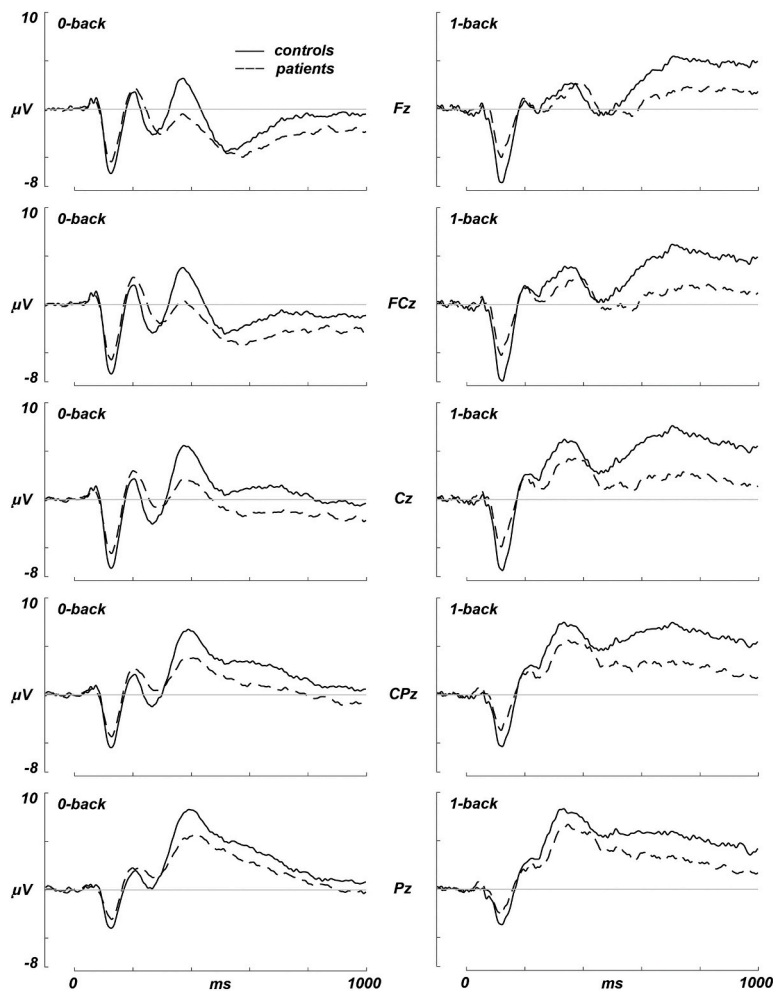 10 0-back 1-back
controls
patients
µV Fz
-8
10 0-back 1-back
µV FCz
-8
10 0-back 1-back
µV Cz
-8
10 0-back 1-back
µV CPz
-8
10 0-back 1-back
µV Pz
-8
0 ms 1000 0 ms 1000